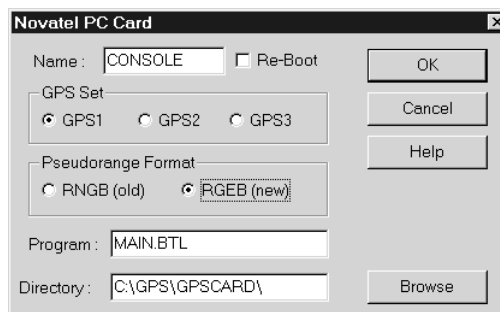 Novatel PC Card
Name : CONSOLE Re-Boot OK
GPS Set
GPS1 GPS2 GPS3 Cancel
Help
Pseudorange Format
RNGB (old) RGEB (new)
Program : MAIN.BTL
Directory : C:\GPS\GPSCARD\ Browse